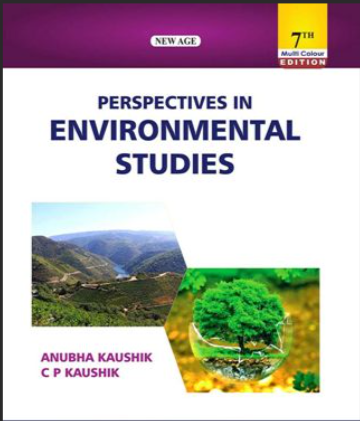 NEW AGE
7TH
Multi Colour
EDITION
PERSPECTIVES IN
ENVIRONMENTAL
STUDIES
ANUBHA KAUSHIK
C P KAUSHIK